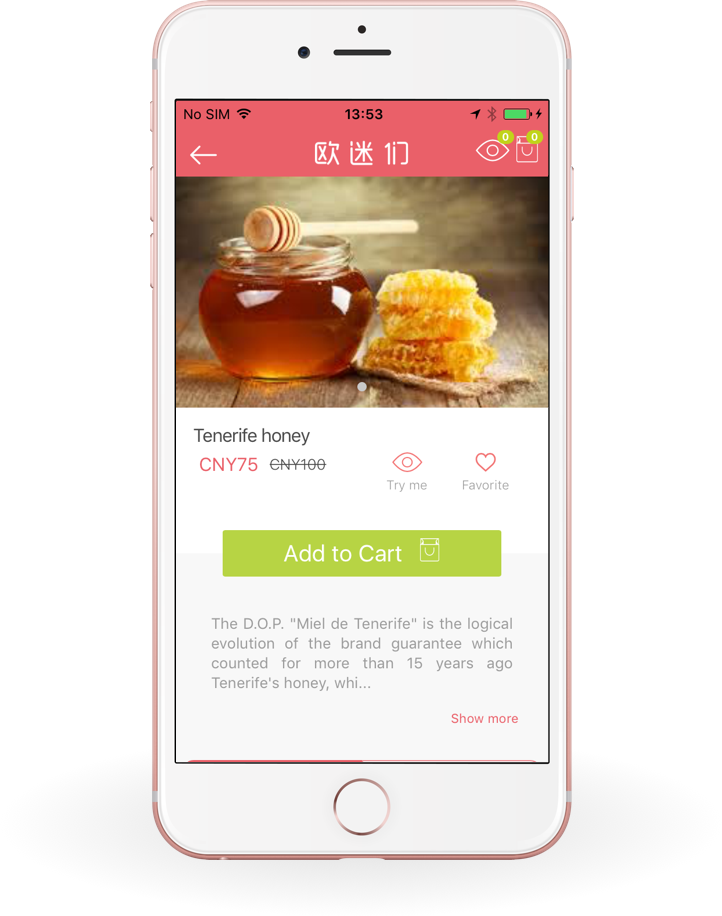 No SIM 13:53
欧迷们
0 0
Tenerife honey
CNY75 CNY100
Try me Favorite
Add to Cart
The D.O.P. "Miel de Tenerife" is the logical
evolution of the brand guarantee which
counted for more than 15 years ago
Tenerife's honey, whi...
Show more